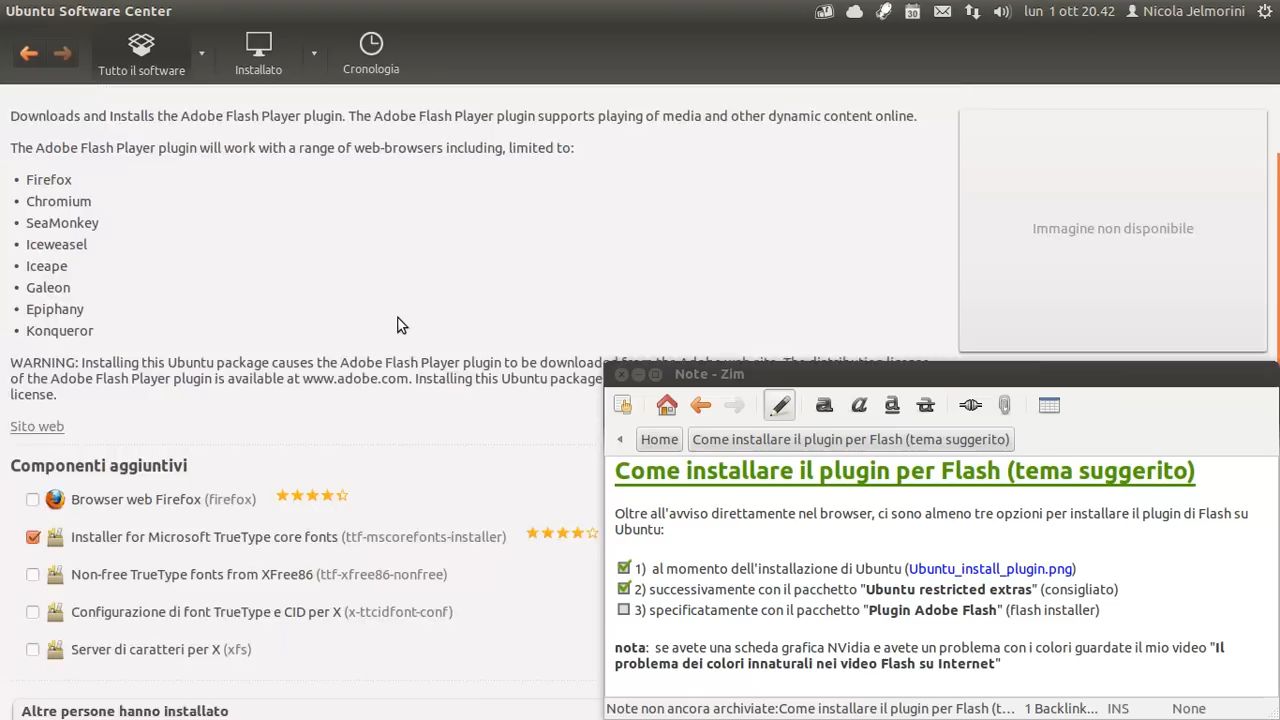 Ubuntu Software Center
30
lun 1 ott 20.42
Nicola Jelmorini
Tutto il software
Installato
Cronologia
Downloads and Installs the Adobe Flash Player plugin. The Adobe Flash Player plugin supports playing of media and other dynamic content online.
The Adobe Flash Player plugin will work with a range of web-browsers including, limited to:
• Firefox
• Chromium
• SeaMonkey
• Iceweasel
• Iceape
• Galeon
• Epiphany
• Konqueror
Immagine non disponibile
WARNING: Installing this Ubuntu package causes the Adobe Flash Player plugin to be downloaded from the Adobe web site. The distribution license
of the Adobe Flash Player plugin is available at www.adobe.com. Installing this Ubuntu package
license.
Sito web
Componenti aggiuntivi
Browser web Firefox (firefox)
Installer for Microsoft TrueType core fonts (ttf-mscorefonts-installer)
Non-free TrueType fonts from XFree86 (ttf-xfree86-nonfree)
Configurazione di font TrueType e CID per X (x-ttcidfont-conf)
Server di caratteri per X (xfs)
Altre persone hanno installato
Note - Zim
a a a a
Home
Come installare il plugin per Flash (tema suggerito)
Come installare il plugin per Flash (tema suggerito)
Oltre all'avviso direttamente nel browser, ci sono almeno tre opzioni per installare il plugin di Flash su
Ubuntu:
1) al momento dell'installazione di Ubuntu (Ubuntu_install_plugin.png)
2) successivamente con il pacchetto "Ubuntu restricted extras" (consigliato)
3) specificatamente con il pacchetto "Plugin Adobe Flash" (flash installer)
nota: se avete una scheda grafica NVidia e avete un problema con i colori guardate il mio video "Il
problema dei colori innaturali nei video Flash su Internet"
Note non ancora archiviate:Come installare il plugin per Flash (t...
1 Backlink...
INS
None